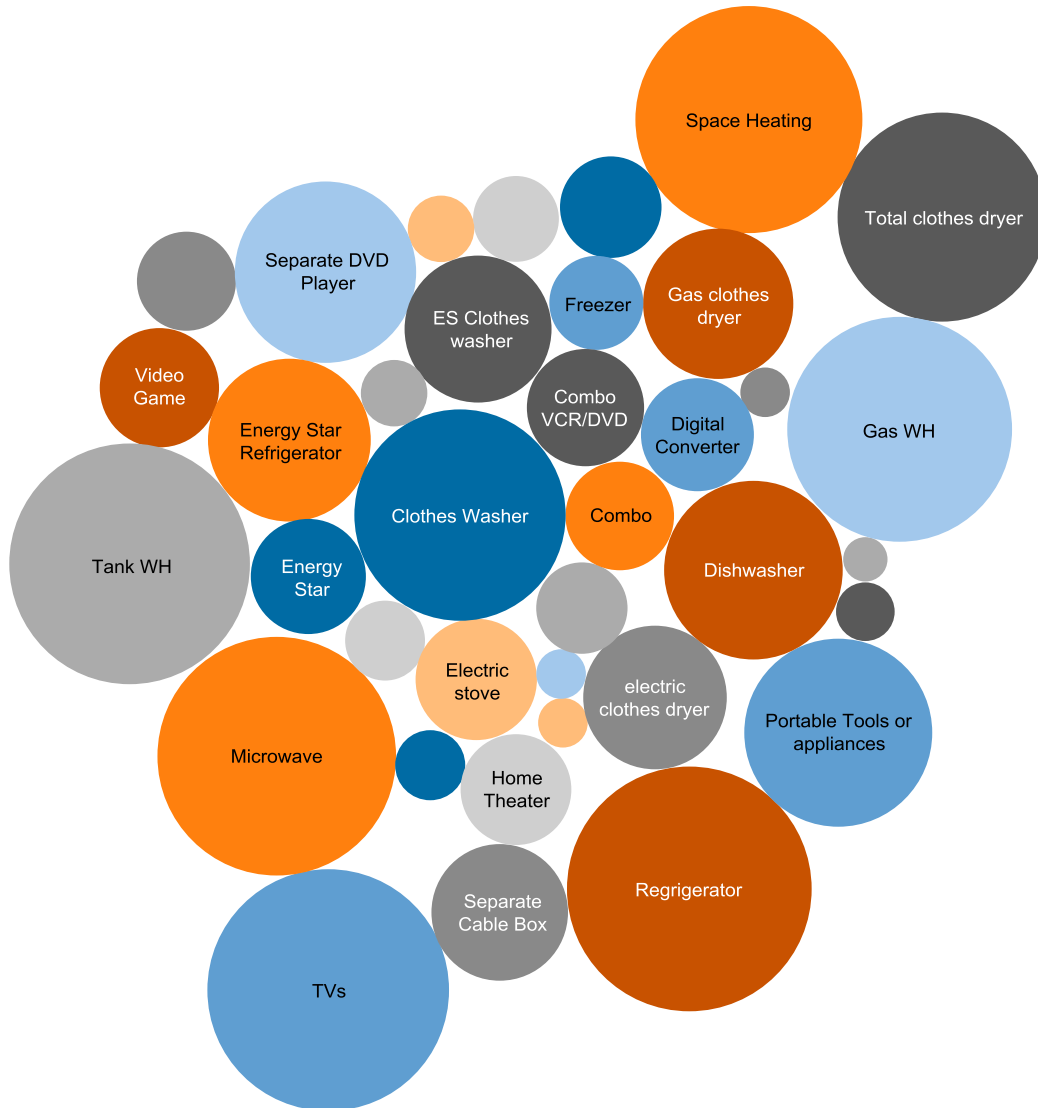 Space Heating
Total clothes dryer
Separate DVD
Player
ES Clothes
washer
Freezer
Gas clothes
dryer
Video
Game
Energy Star
Refrigerator
Combo
VCR/DVD
Digital
Converter
Gas WH
Clothes Washer
Combo
Tank WH
Energy
Star
Dishwasher
Electric
stove
electric
clothes dryer
Portable Tools or
appliances
Microwave
Home
Theater
Regrigerator
Separate
Cable Box
TVs